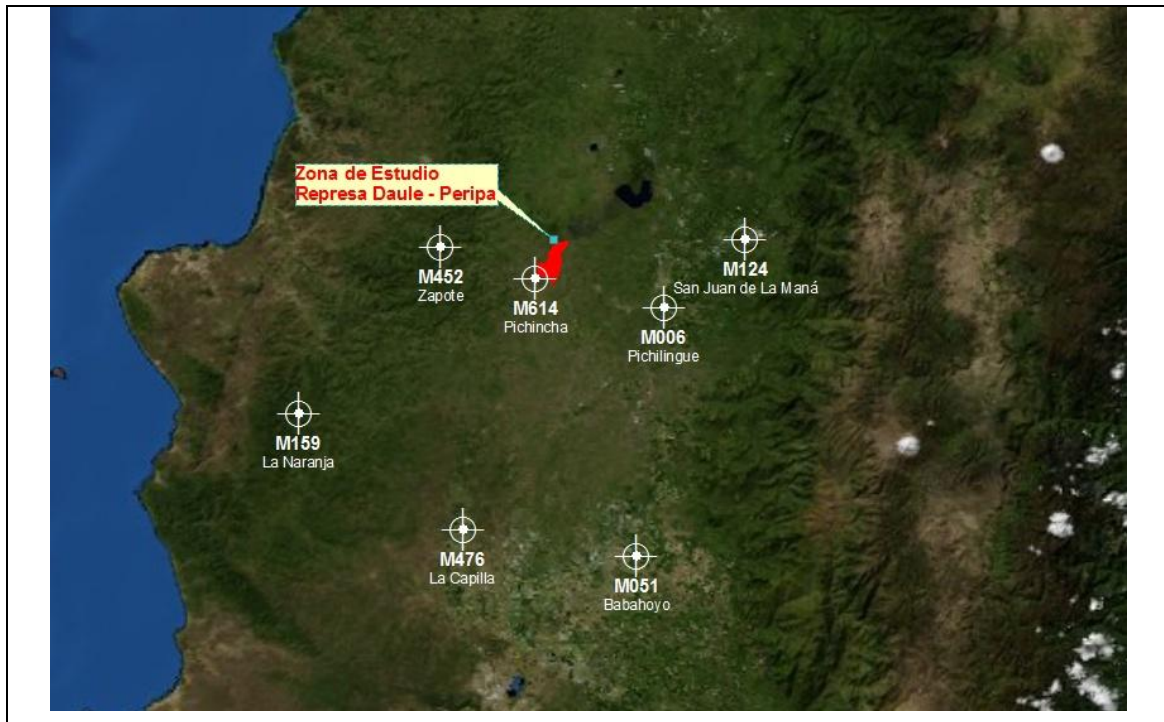 Zona de Estudio
Represa Daule - Peripa
M452
Zapote
M124
San Juan de La Maná
M614
Pichincha
M006
Pichilingue
M159
La Naranja
M476
La Capilla
M051
Babahoyo